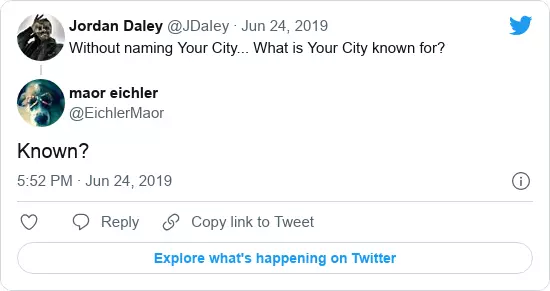 Jordan Daley @JDaley · Jun 24, 2019
Without naming Your City... What is Your City known for?
maor eichler
@EichlerMaor
Known?
5:52 PM · Jun 24, 2019
Reply
Copy link to Tweet
Explore what's happening on Twitter